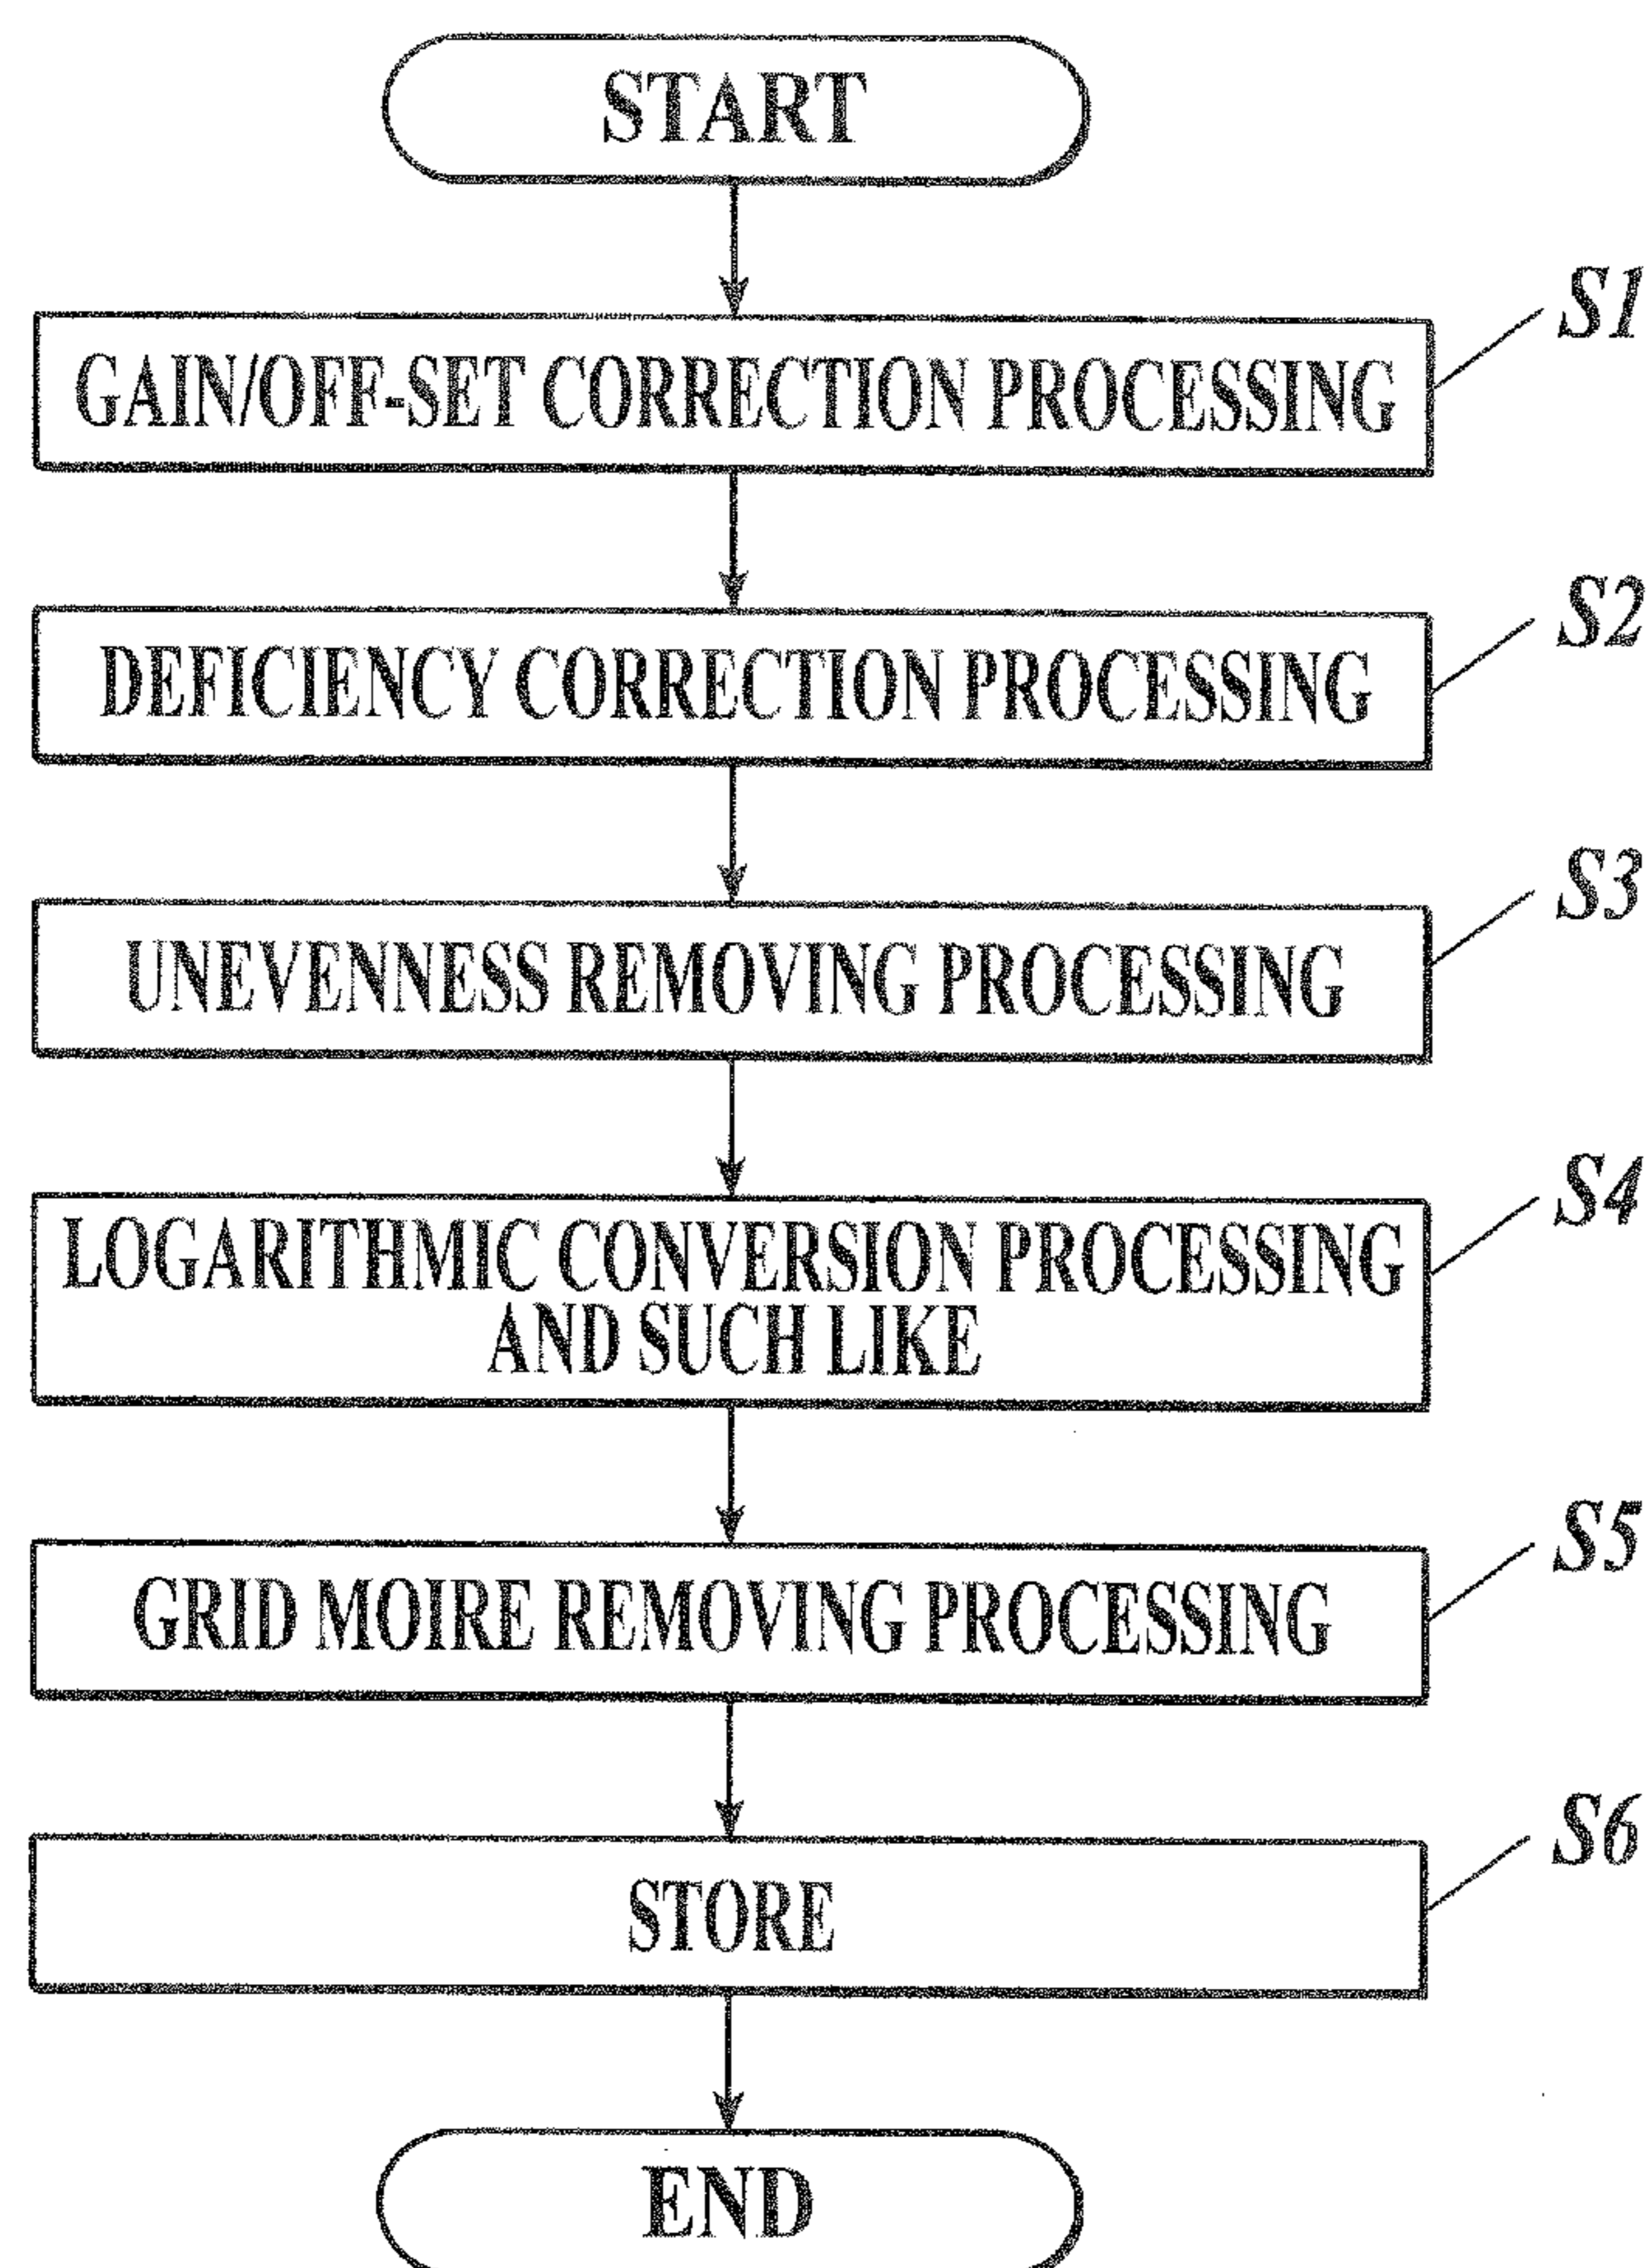 START
S1
GAIN/OFF-SET CORRECTION PROCESSING
S2
DEFICIENCY CORRECTION PROCESSING
S3
UNEVENNESS REMOVING PROCESSING
S4
LOGARITHMIC CONVERSION PROCESSING
AND SUCH LIKE
S5
GRID MOIRE REMOVING PROCESSING
S6
STORE
END